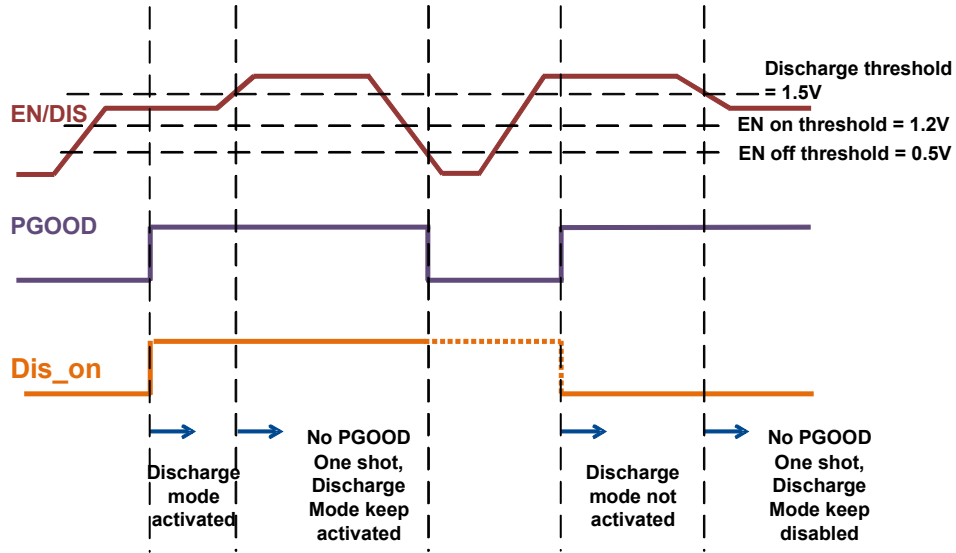 Discharge threshold
= 1.5V
EN/DIS
EN on threshold = 1.2V
EN off threshold = 0.5V
PGOOD
Dis_on
Discharge
mode
activated
No PGOOD
One shot,
Discharge
Mode keep
activated
Discharge
mode not
activated
No PGOOD
One shot,
Discharge
Mode keep
disabled